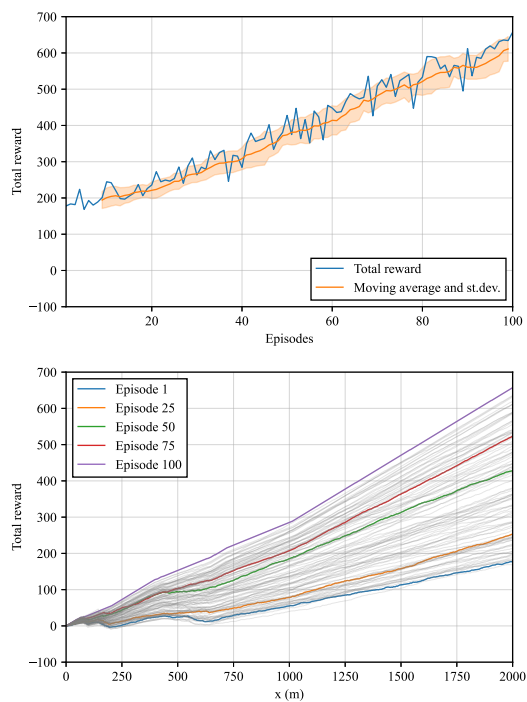 700
600
500
400
300
200
100
0
−100
Total reward
Total reward
Moving average and st.dev.
20 40 60 80 100
Episodes
700
600
500
400
300
200
100
0
−100
Total reward
Episode 1
Episode 25
Episode 50
Episode 75
Episode 100
0 250 500 750 1000 1250 1500 1750 2000
x (m)